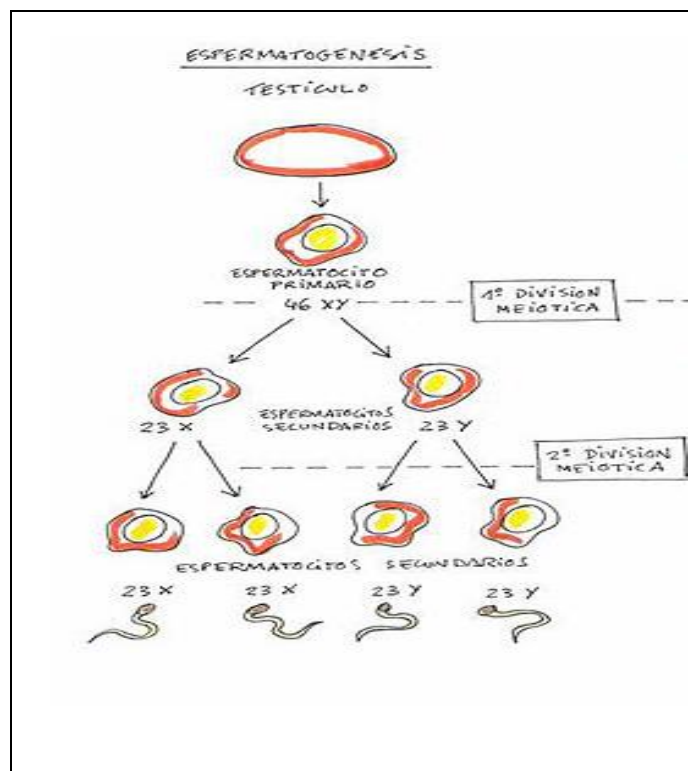 ESPERMATOGENESIS
TESTÍCULO
ESPERMATOCITO
PRIMARIO
46 XY
1ª DIVISION
MEIOTICA
23 X
ESPERMATOCITOS
SECUNDARIOS
23 Y
2ª DIVISION
MEIOTICA
ESPERMATOCITOS SECUNDARIOS
23 X 23 X 23 Y 23 Y